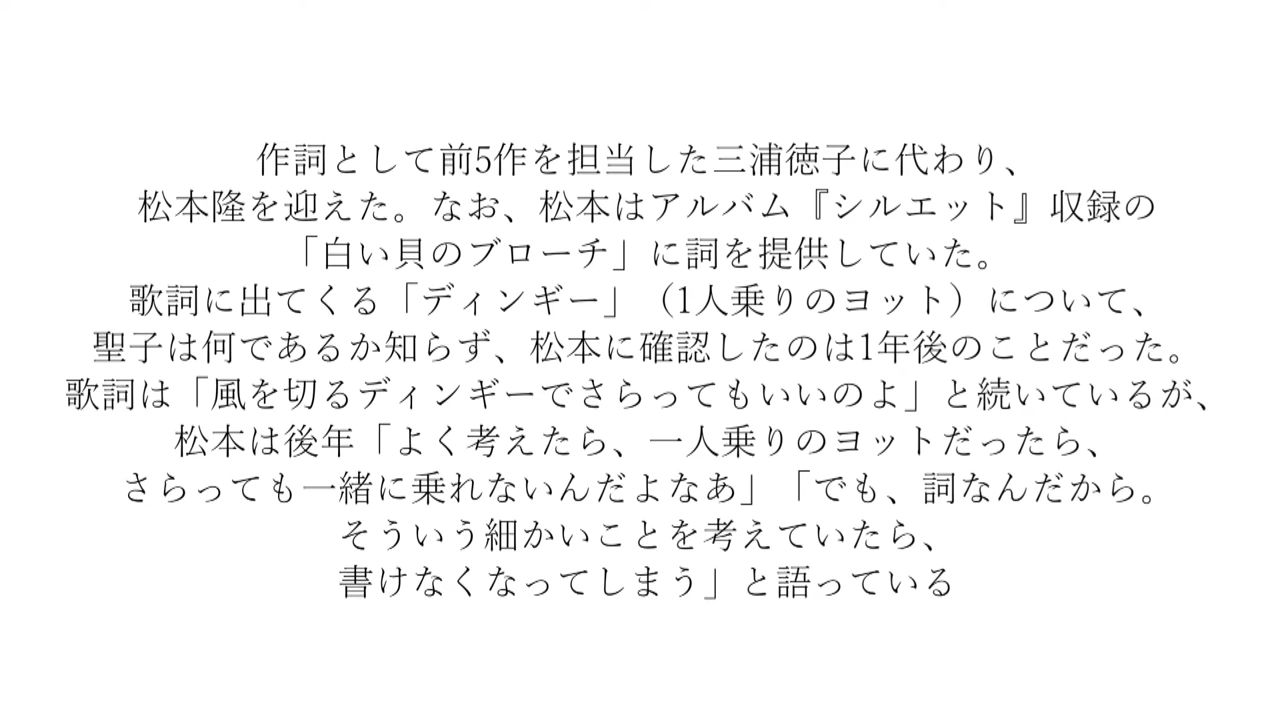 作詞として前5作を担当した三浦徳子に代わり、
松本隆を迎えた。なお、松本はアルバム『シルエット』収録の
「白い貝のブローチ」に詞を提供していた。
歌詞に出てくる「ディンギー」（1人乗りのヨット）について、
聖子は何であるか知らず、松本に確認したのは1年後のことだった。
歌詞は「風を切るディンギーでさらってもいいのよ」と続いているが、
松本は後年「よく考えたら、一人乗りのヨットだったら、
さらっても一緒に乗れないんだよなあ」「でも、詞なんだから。
そういう細かいことを考えていたら、
書けなくなってしまう」と語っている